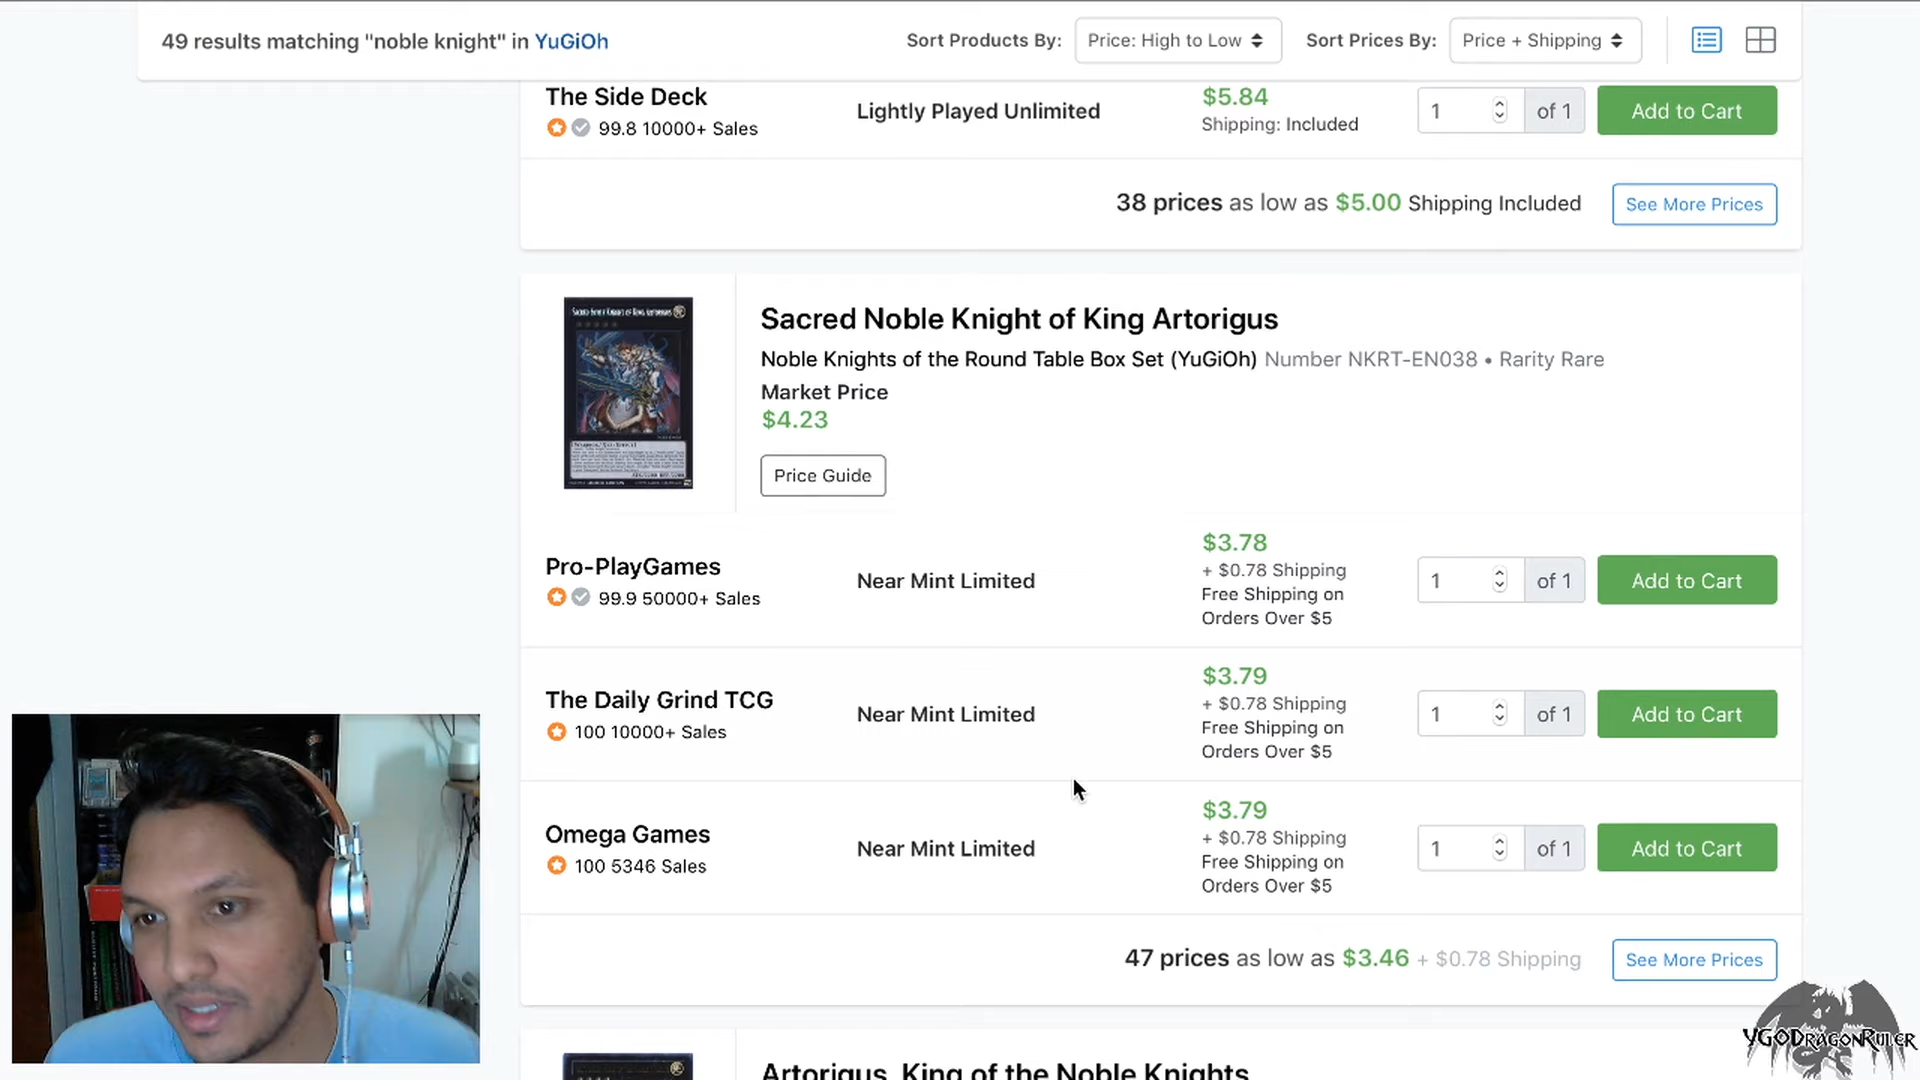 49 results matching "noble knight" in YuGiOh
Sort Products By: Price: High to Low
Sort Prices By: Price + Shipping
The Side Deck
99.8 10000+ Sales
Lightly Played Unlimited
$5.84
Shipping: Included
1 of 1
Add to Cart
38 prices as low as $5.00 Shipping Included
See More Prices
Sacred Noble Knight of King Artorigus
Sacred Noble Knight of King Artorigus
Noble Knights of the Round Table Box Set (YuGiOh) Number NKRT-EN038 • Rarity Rare
Market Price
$4.23
Price Guide
Pro-PlayGames
99.9 50000+ Sales
Near Mint Limited
$3.78
+ $0.78 Shipping
Free Shipping on
Orders Over $5
1 of 1
Add to Cart
The Daily Grind TCG
100 10000+ Sales
Near Mint Limited
$3.79
+ $0.78 Shipping
Free Shipping on
Orders Over $5
1 of 1
Add to Cart
Omega Games
100 5346 Sales
Near Mint Limited
$3.79
+ $0.78 Shipping
Free Shipping on
Orders Over $5
1 of 1
Add to Cart
47 prices as low as $3.46 + $0.78 Shipping
See More Prices
Artorigus, King of the Noble Knights
YGODragonRuler